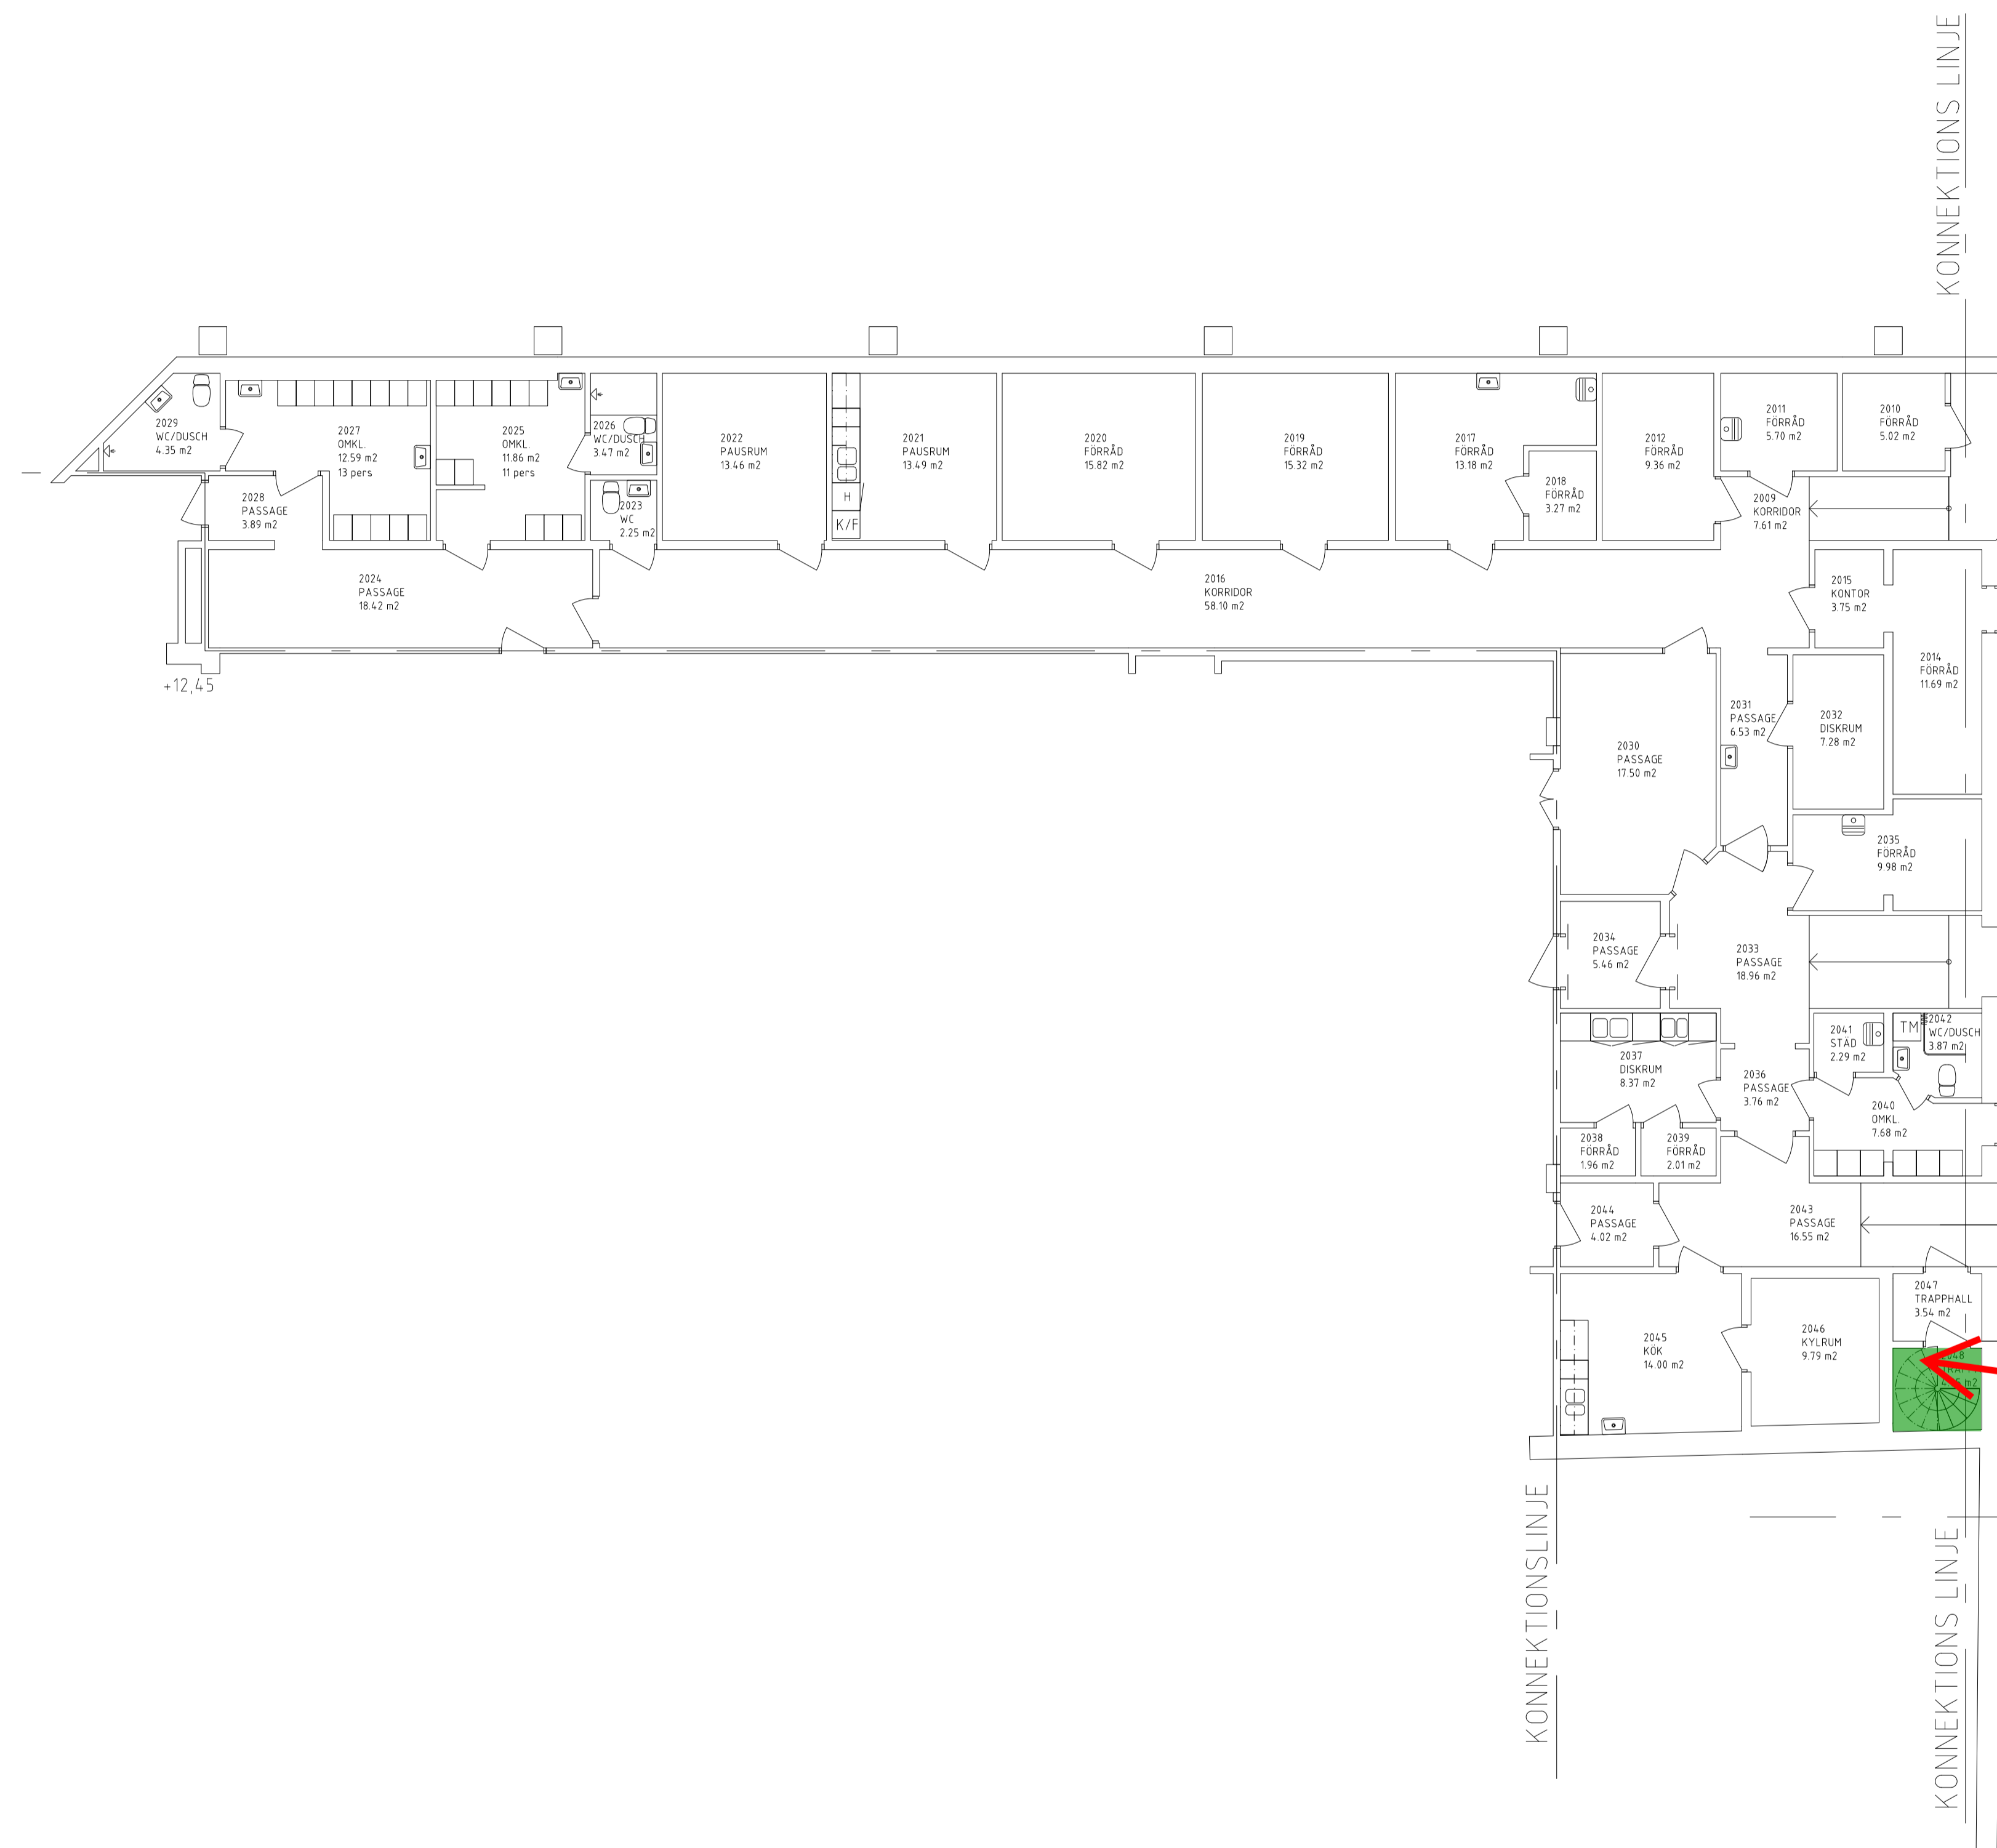 KONNEKTIONS LINJE
2029
WC/DUSCH
4.35 m2
2027
OMKL.
12.59 m2
13 pers
2025
OMKL.
11.86 m2
11 pers
2026
WC/DUSCH
3.47 m2
2023
WC
2.25 m2
2022
PAUSRUM
13.46 m2
H
K/F
2021
PAUSRUM
13.49 m2
2020
FÖRRÅD
15.82 m2
2019
FÖRRÅD
15.32 m2
2017
FÖRRÅD
13.18 m2
2018
FÖRRÅD
3.27 m2
2012
FÖRRÅD
9.36 m2
2011
FÖRRÅD
5.70 m2
2010
FÖRRÅD
5.02 m2
2009
KORRIDOR
7.61 m2
2028
PASSAGE
3.89 m2
2024
PASSAGE
18.42 m2
2016
KORRIDOR
58.10 m2
2015
KONTOR
3.75 m2
2014
FÖRRÅD
11.69 m2
+12,45
2030
PASSAGE
17.50 m2
2031
PASSAGE
6.53 m2
2032
DISKRUM
7.28 m2
2035
FÖRRÅD
9.98 m2
2034
PASSAGE
5.46 m2
2033
PASSAGE
18.96 m2
2037
DISKRUM
8.37 m2
2036
PASSAGE
3.76 m2
2041
STÄD
2.29 m2
TM
2042
WC/DUSCH
3.87 m2
2040
OMKL.
7.68 m2
2038
FÖRRÅD
1.96 m2
2039
FÖRRÅD
2.01 m2
2044
PASSAGE
4.02 m2
2043
PASSAGE
16.55 m2
2045
KÖK
14.00 m2
2046
KYLRUM
9.79 m2
2047
TRAPPHALL
3.54 m2
m2
KONNEKTIONSLINJE
KONNEKTIONS LINJE